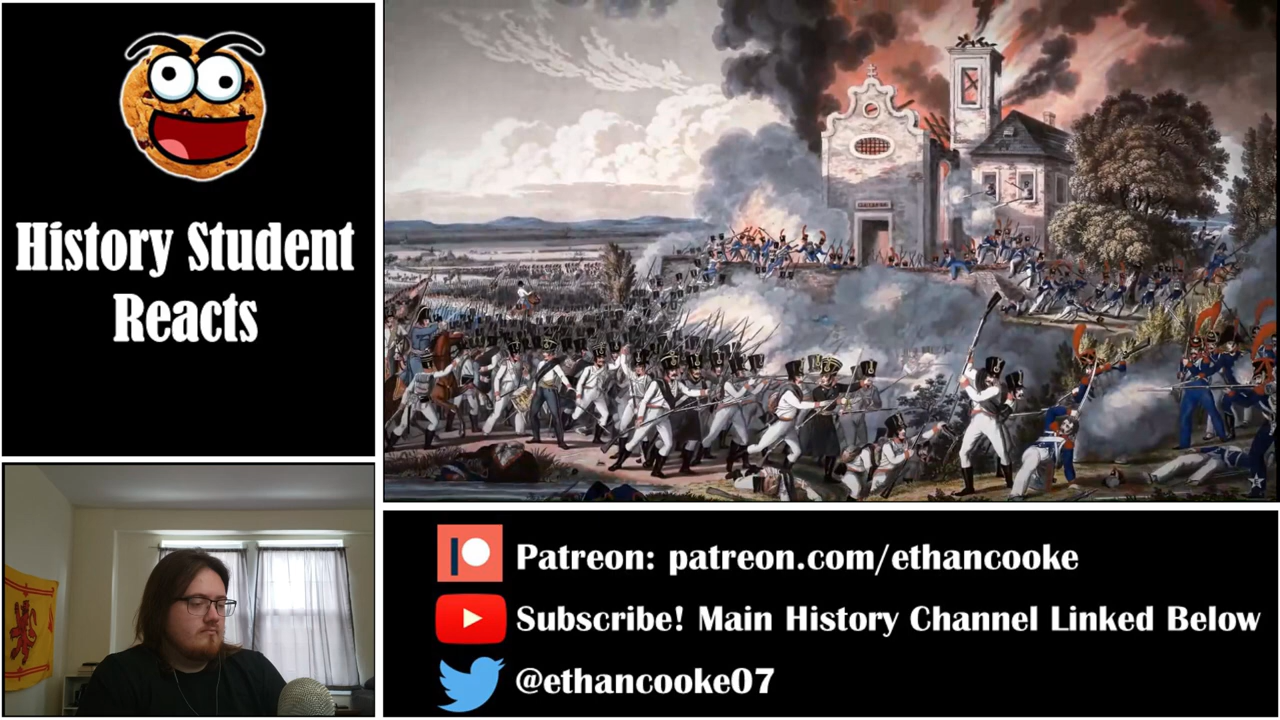 History Student
Reacts
Patreon: patreon.com/ethancooke
Subscribe! Main History Channel Linked Below
@ethancooke07